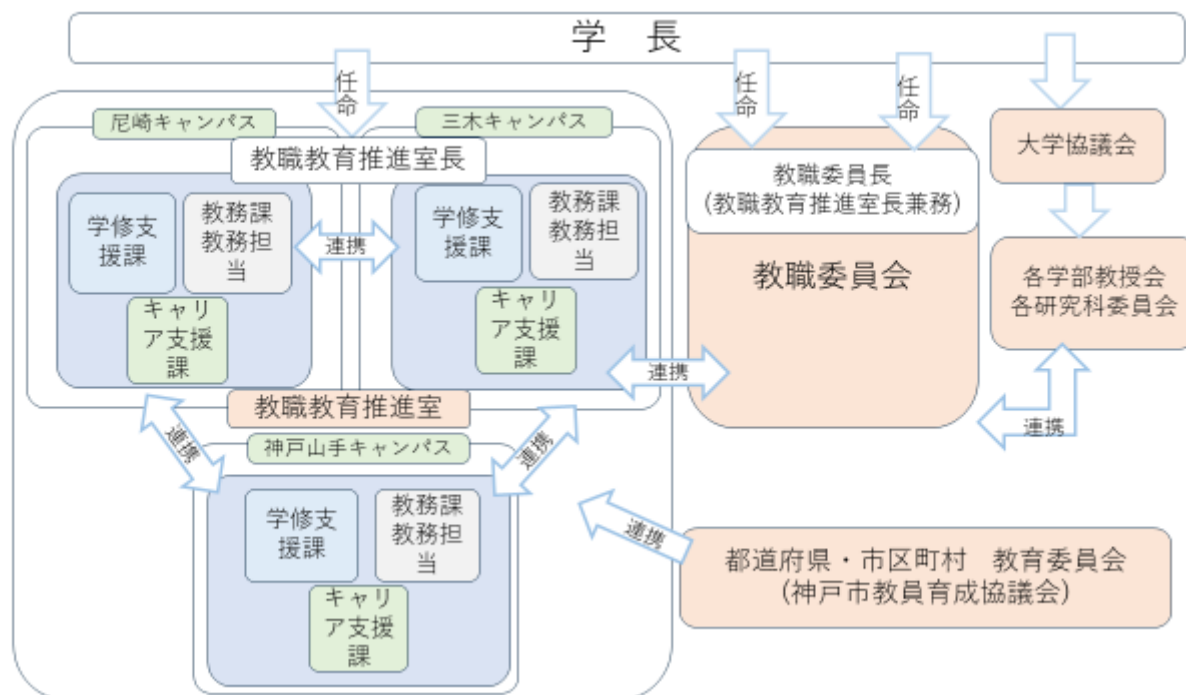 学　長
任命
任命
任命
尼崎キャンパス
三木キャンパス
教職教育推進室長
学修支
援課
教務課
教務担
当
キャリ
ア支援
課
連携
学修支
援課
教務課
教務担
当
キャリ
ア支援
課
教職教育推進室
連携
連携
神戸山手キャンパス
学修支
援課
教務課
教務担
当
キャリ
ア支援
課
連携
教職委員長
(教職教育推進室長兼務)
教職委員会
大学協議会
各学部教授会
各研究科委員会
連携
連携
都道府県・市区町村　教育委員会
(神戸市教員育成協議会)